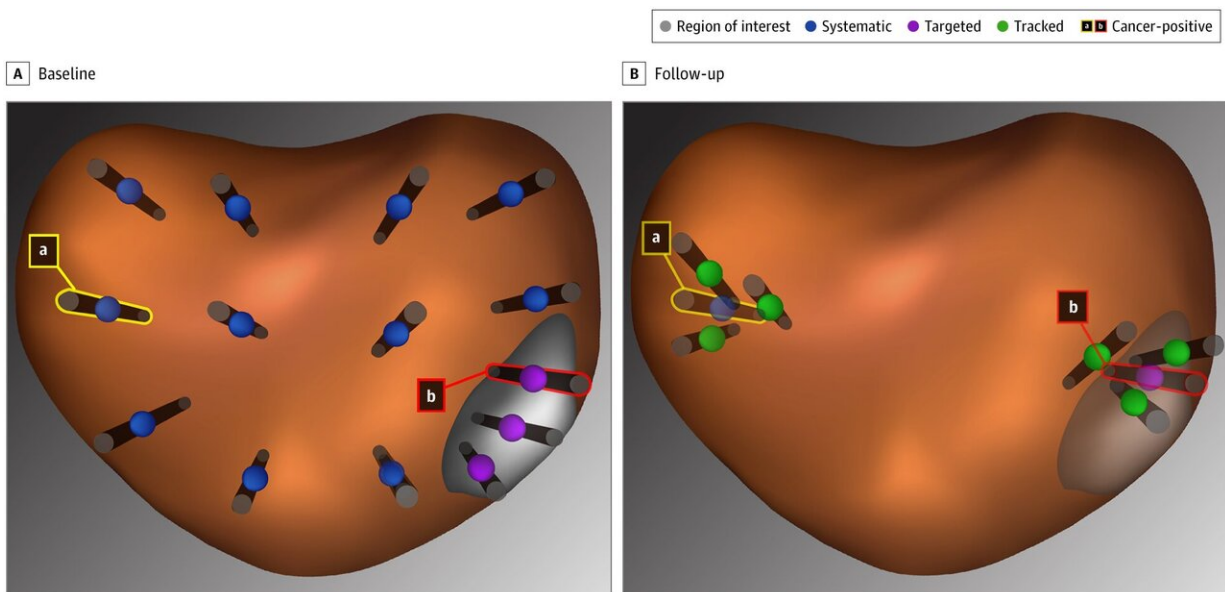 Region of interest Systematic Targeted Tracked a b Cancer-positive
A Baseline
B Follow-up
a
b
a
b